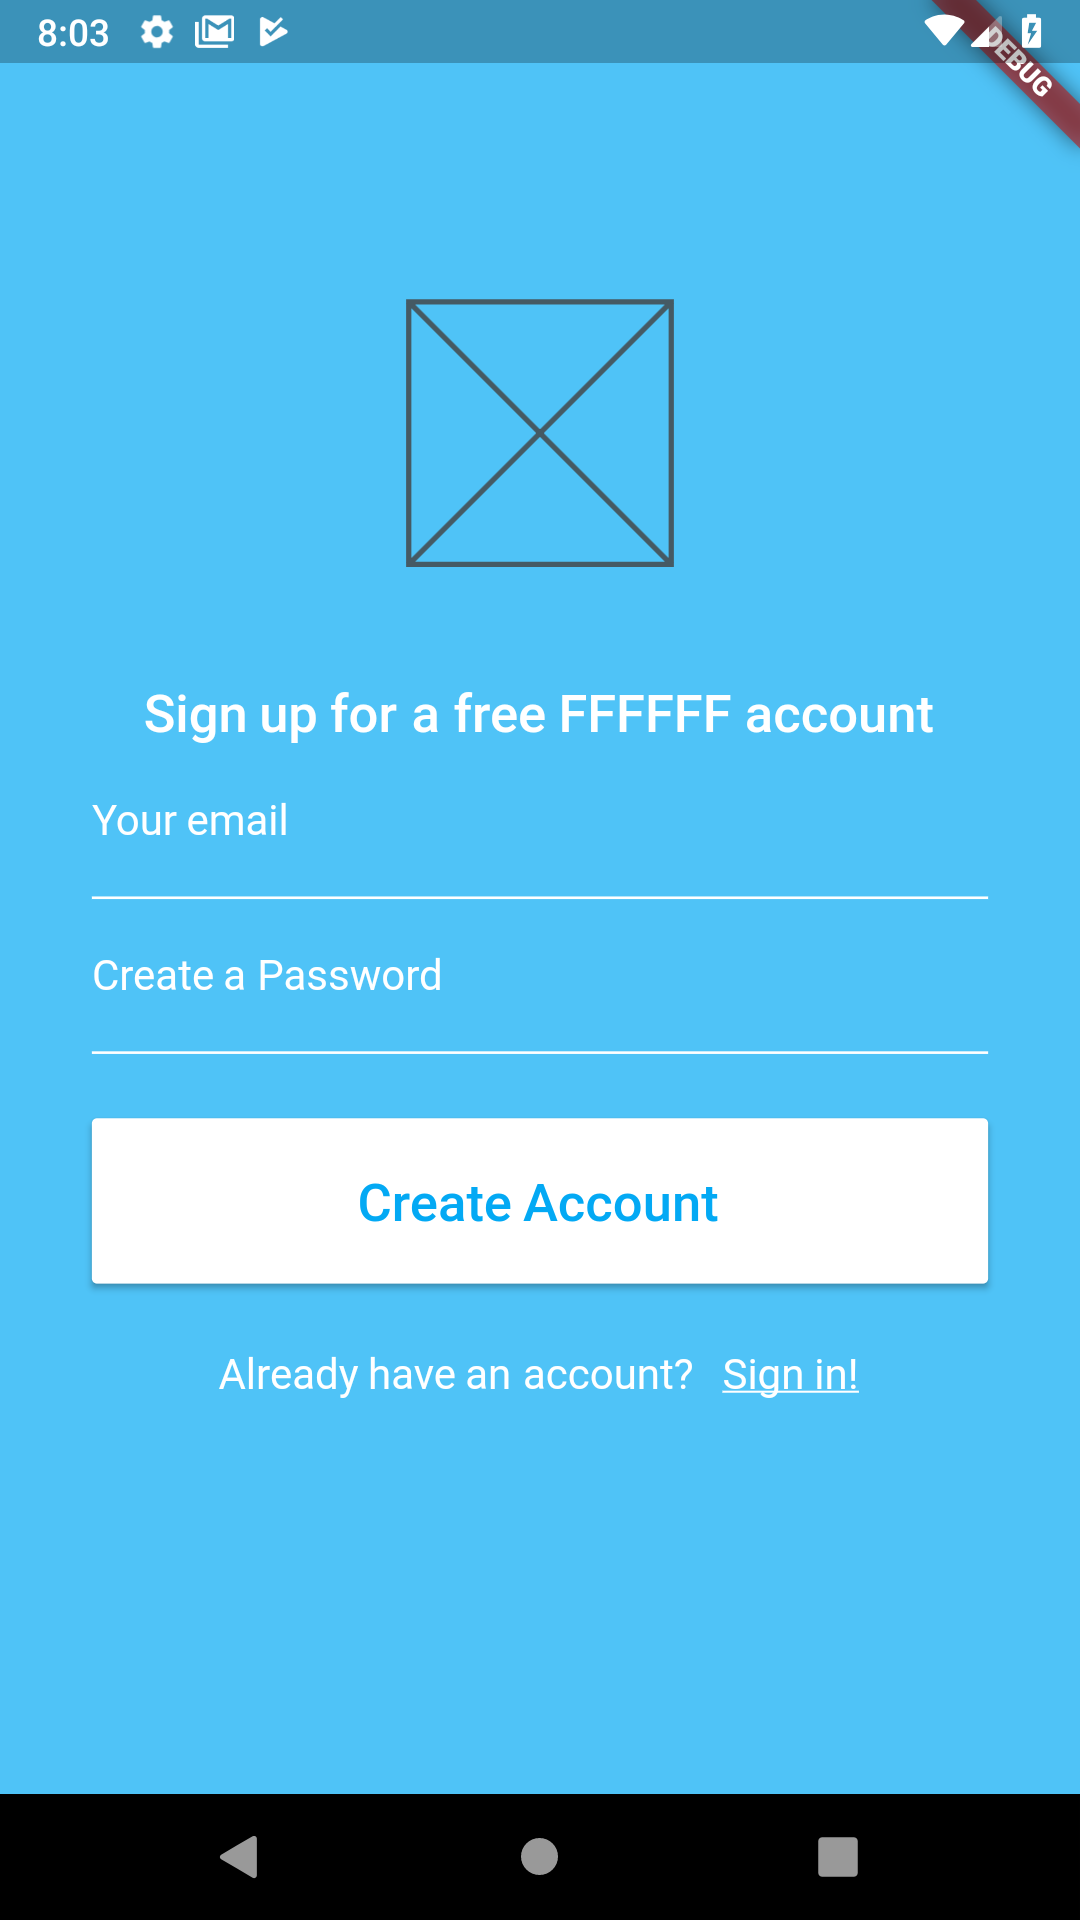 8:03
DEBUG
Sign up for a free FFFFFF account
Your email
Create a Password
Create Account
Already have an account? Sign in!